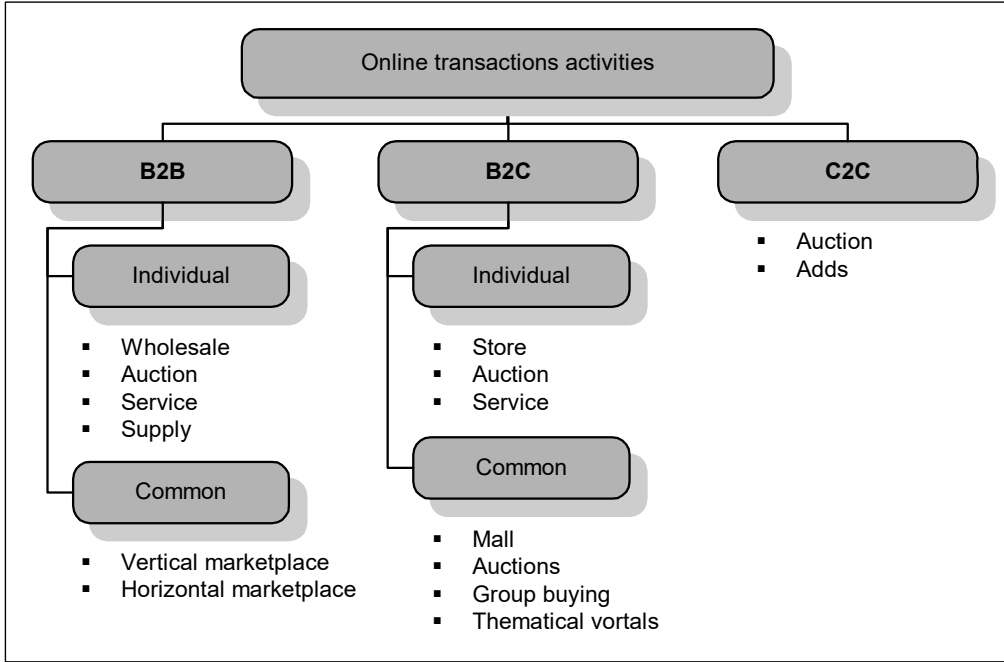 Online transactions activities
B2B
B2C
C2C
Individual
▪ Wholesale
▪ Auction
▪ Service
▪ Supply
Common
▪ Vertical marketplace
▪ Horizontal marketplace
Individual
▪ Store
▪ Auction
▪ Service
Common
▪ Mall
▪ Auctions
▪ Group buying
▪ Thematical vortals
▪ Auction
▪ Adds